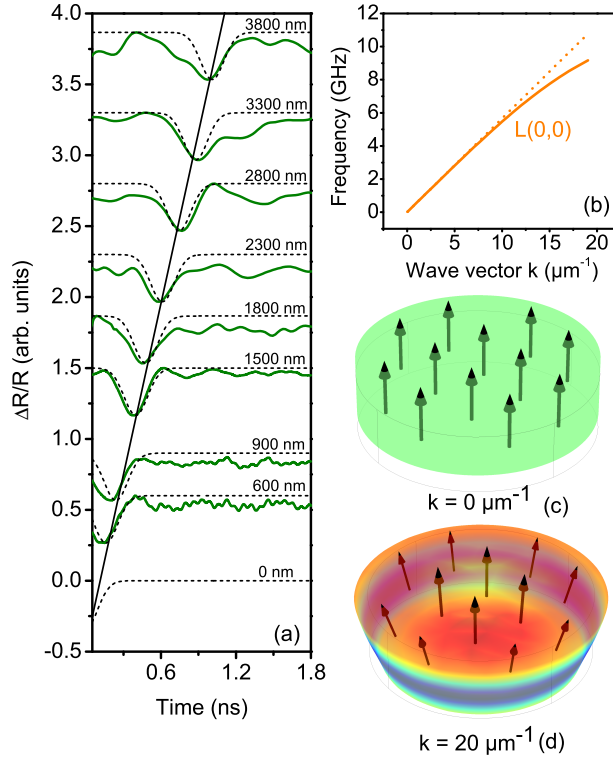 4.0
3.5
3.0
2.5
2.0
1.5
1.0
0.5
0.0
-0.5
ΔR/R (arb. units)
3800 nm
3300 nm
2800 nm
2300 nm
1800 nm
1500 nm
900 nm
600 nm
0 nm
(a)
0.6
1.2
1.8
Time (ns)
12
10
8
6
4
2
0
Frequency (GHz)
L(0,0)
(b)
0 5 10 15 20
Wave vector k (µm⁻¹)
k = 0 µm⁻¹ (c)
k = 20 µm⁻¹ (d)